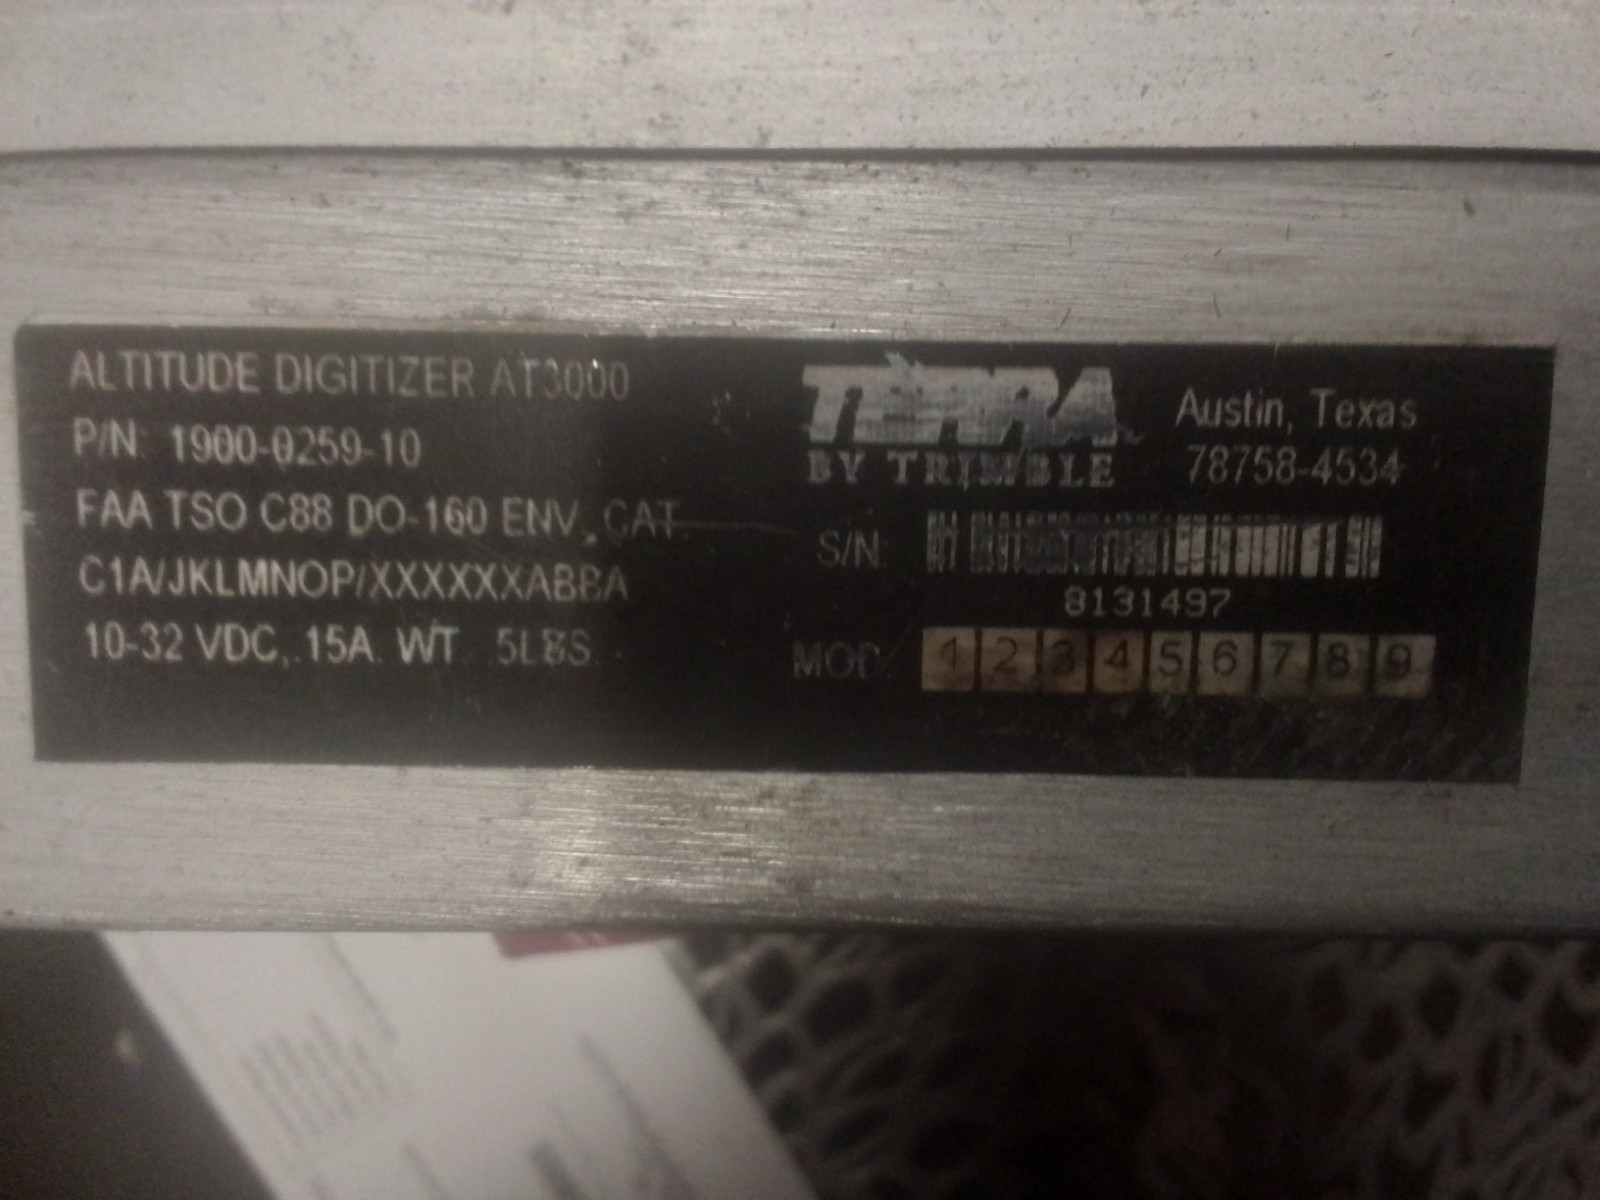 ALTITUDE DIGITIZER AT3000
P/N: 1900-0259-10
FAA TSO C88 DO-160 ENV. CAT.
C1A/JKLMNOP/XXXXXXABBA
10-32 VDC, .15A. WT. .5LBS.
TERRA
BY TRIMBLE
Austin, Texas
78758-4534
S/N:
8131497
MOD. 1 2 3 4 5 6 7 8 9